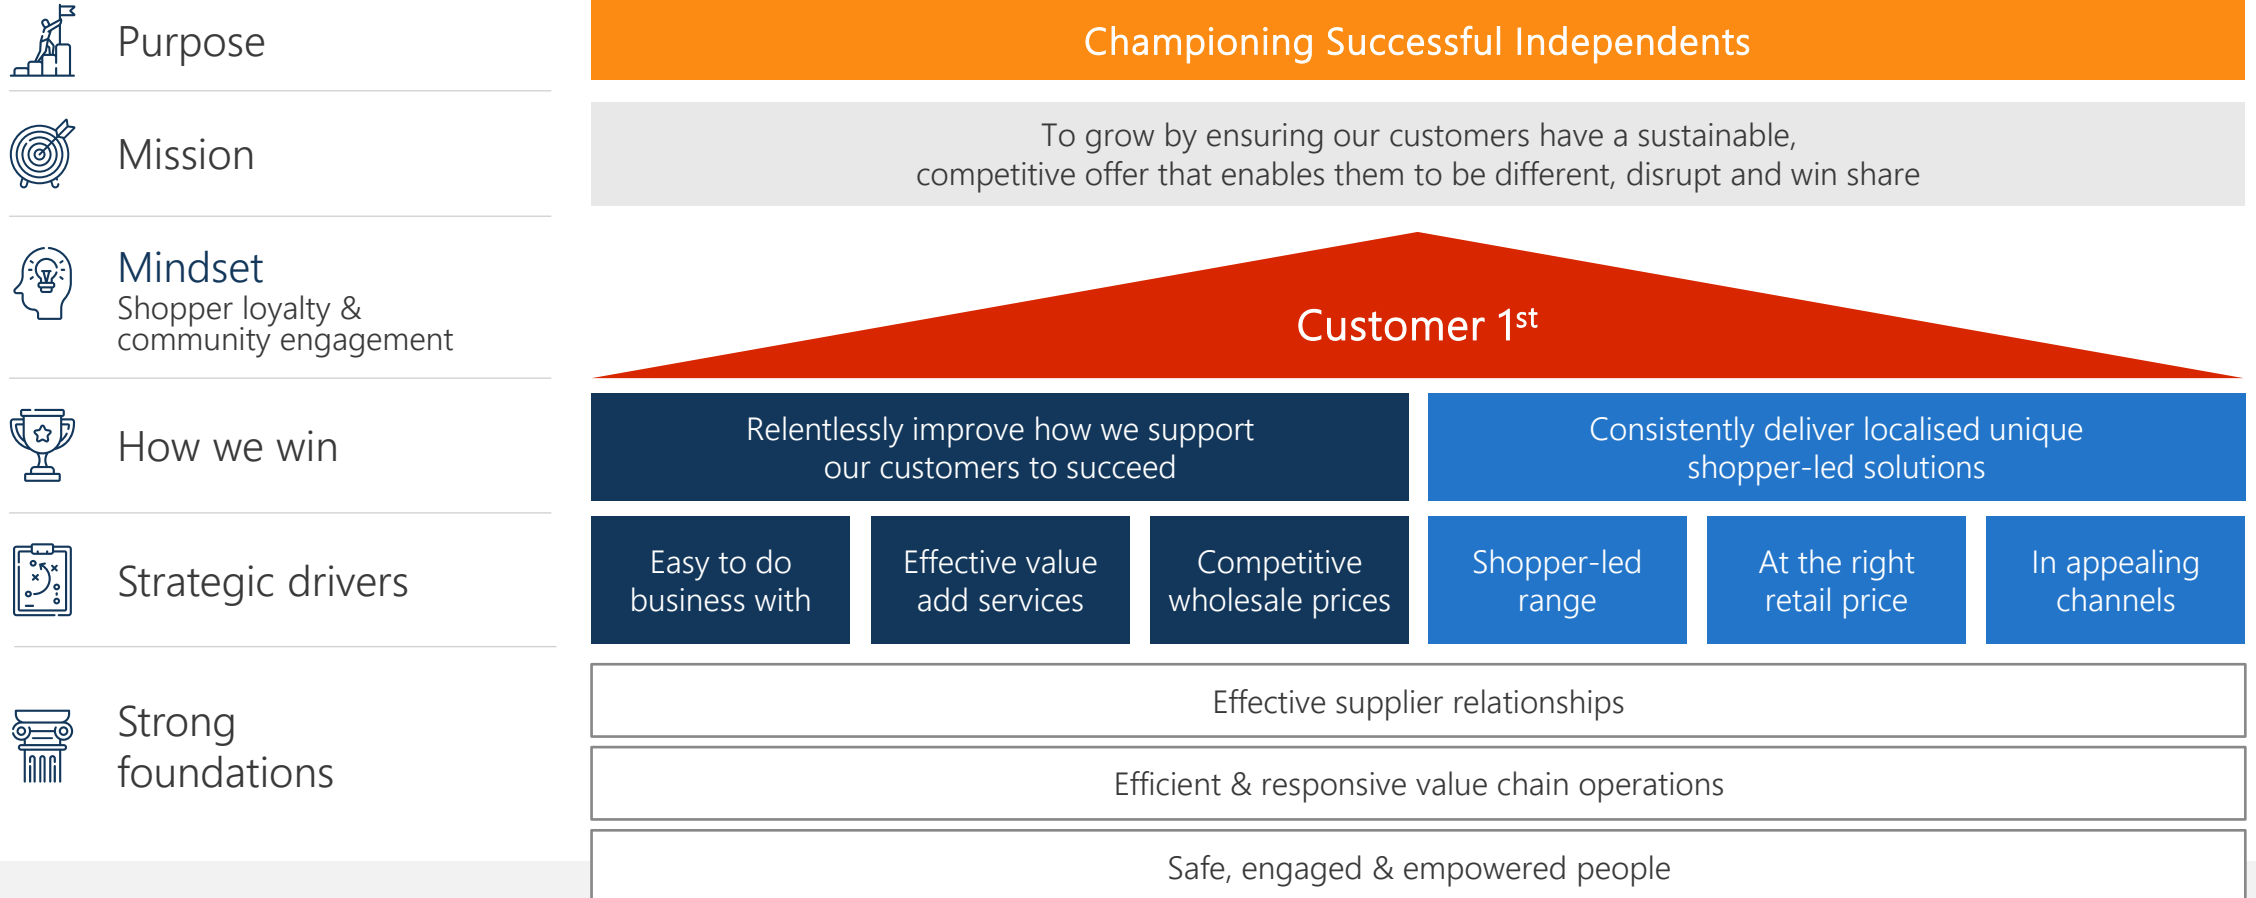 Purpose
Championing Successful Independents
Mission
To grow by ensuring our customers have a sustainable,
competitive offer that enables them to be different, disrupt and win share
Mindset
Shopper loyalty &
community engagement
Customer 1st
How we win
Relentlessly improve how we support
our customers to succeed
Consistently deliver localised unique
shopper-led solutions
Strategic drivers
Easy to do
business with
Effective value
add services
Competitive
wholesale prices
Shopper-led
range
At the right
retail price
In appealing
channels
Strong
foundations
Effective supplier relationships
Efficient & responsive value chain operations
Safe, engaged & empowered people